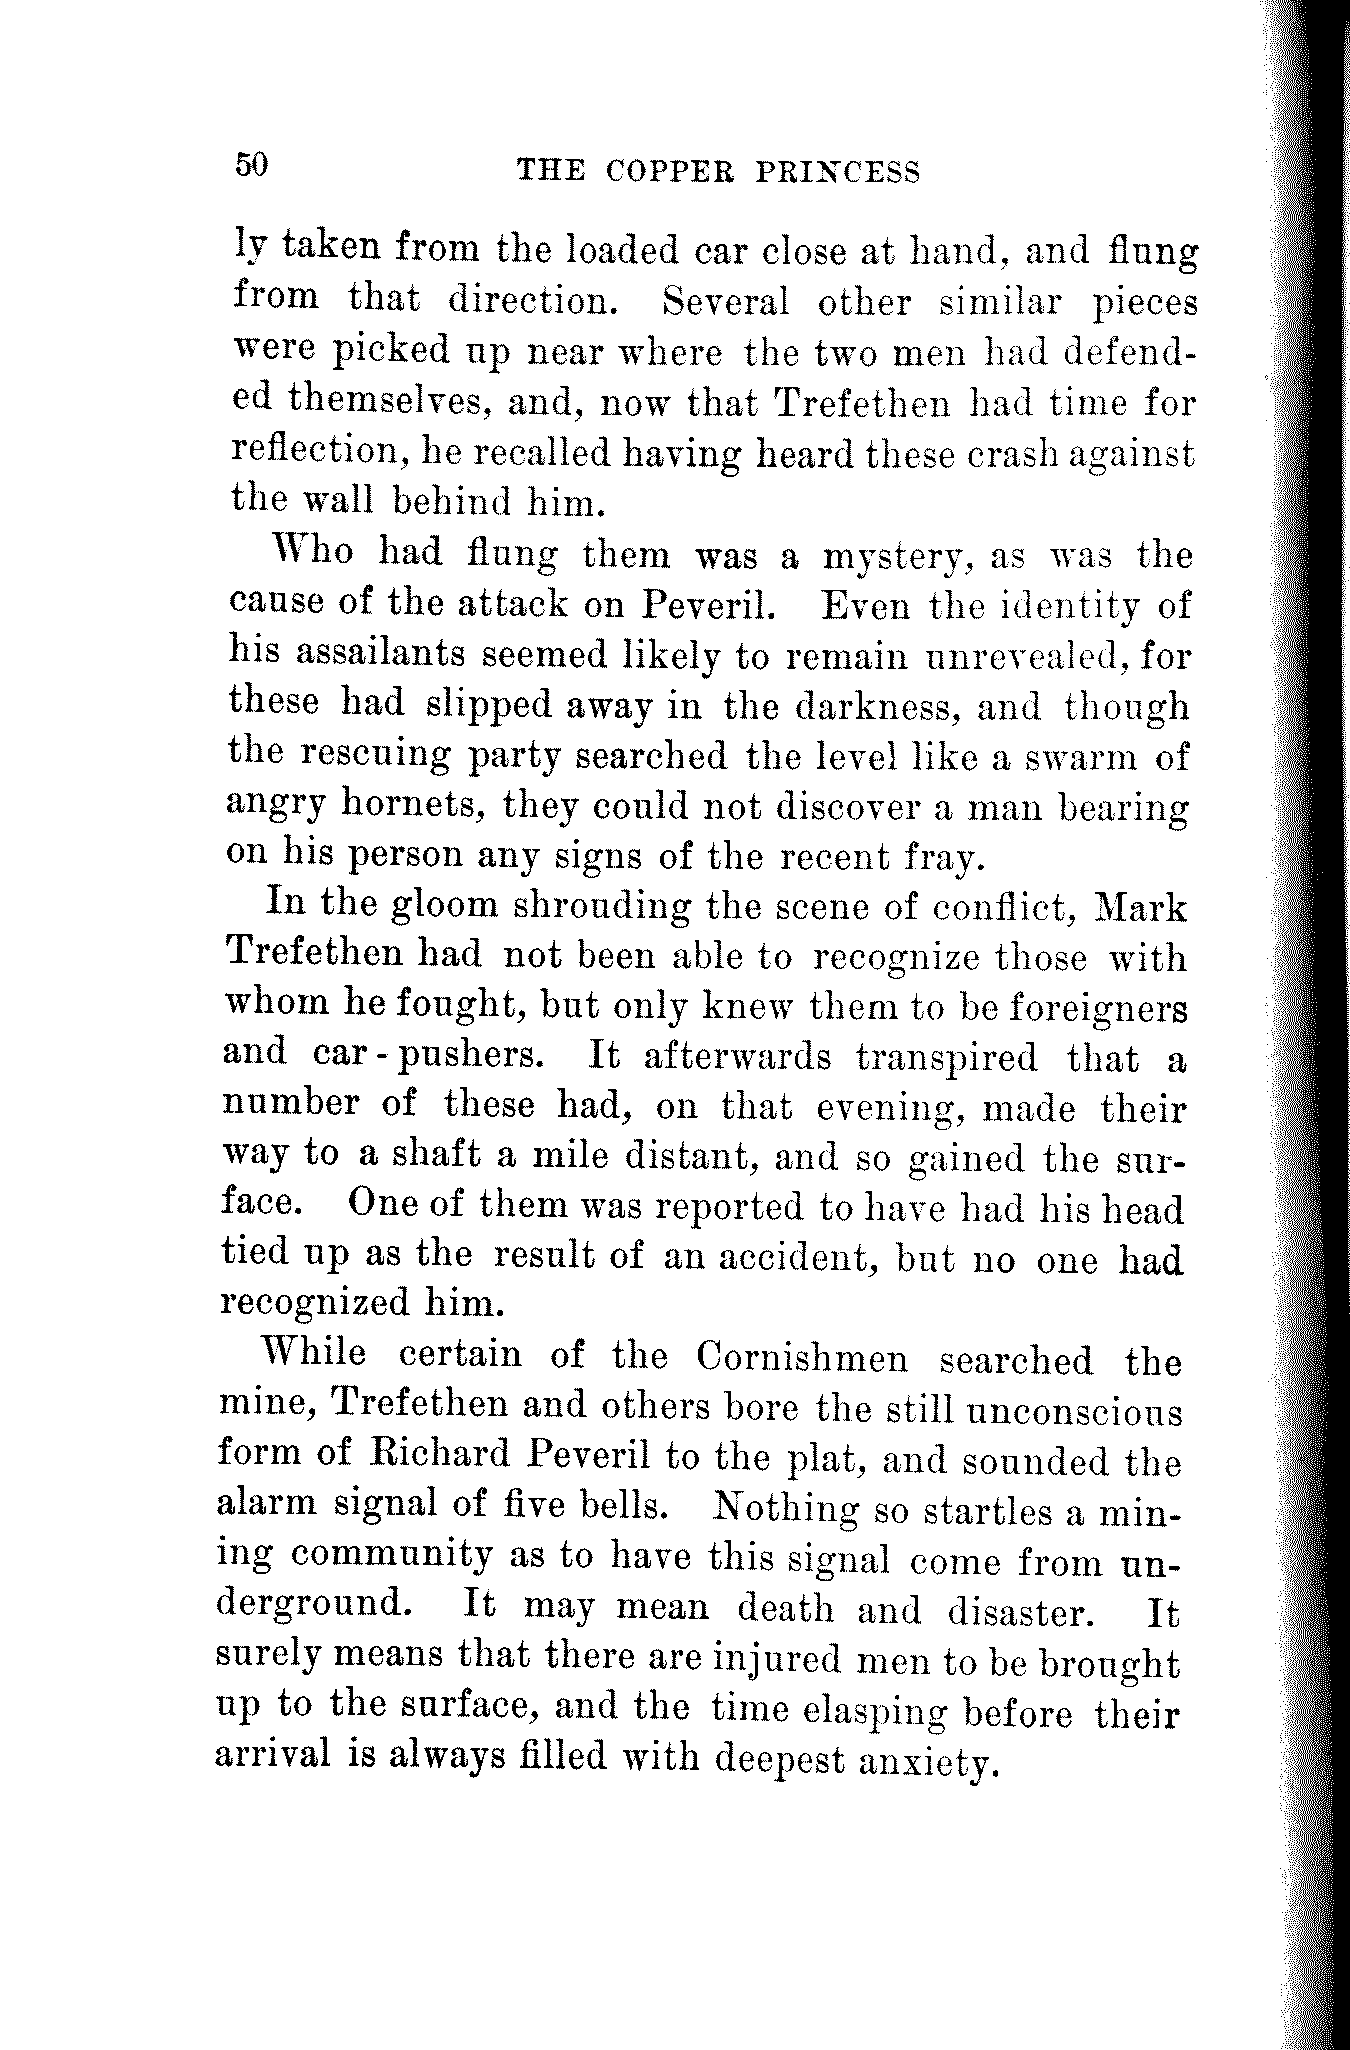 50 THE COPPER PRINCESS
ly taken from the loaded car close at hand, and flung
from that direction. Several other similar pieces
were picked up near where the two men had defend-
ed themselves, and, now that Trefethen had time for
reflection, he recalled having heard these crash against
the wall behind him.
Who had flung them was a mystery, as was the
cause of the attack on Peveril. Even the identity of
his assailants seemed likely to remain unrevealed, for
these had slipped away in the darkness, and though
the rescuing party searched the level like a swarm of
angry hornets, they could not discover a man bearing
on his person any signs of the recent fray.
In the gloom shrouding the scene of conflict, Mark
Trefethen had not been able to recognize those with
whom he fought, but only knew them to be foreigners
and car-pushers. It afterwards transpired that a
number of these had, on that evening, made their
way to a shaft a mile distant, and so gained the sur-
face. One of them was reported to have had his head
tied up as the result of an accident, but no one had
recognized him.
While certain of the Cornishmen searched the
mine, Trefethen and others bore the still unconscious
form of Richard Peveril to the plat, and sounded the
alarm signal of five bells. Nothing so startles a min-
ing community as to have this signal come from un-
derground. It may mean death and disaster. It
surely means that there are injured men to be brought
up to the surface, and the time elasping before their
arrival is always filled with deepest anxiety.